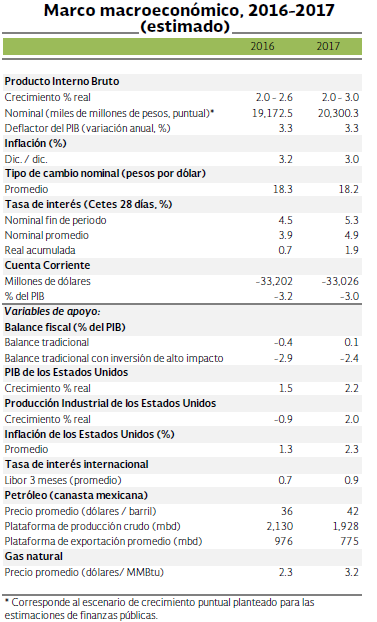 Marco macroeconómico, 2016-2017
(estimado)
2016 2017
Producto Interno Bruto
Crecimiento % real 2.0 - 2.6 2.0 - 3.0
Nominal (miles de millones de pesos, puntual)* 19,172.5 20,300.3
Deflactor del PIB (variación anual, %) 3.3 3.3
Inflación (%)
Dic. / dic. 3.2 3.0
Tipo de cambio nominal (pesos por dólar)
Promedio 18.3 18.2
Tasa de interés (Cetes 28 días, %)
Nominal fin de periodo 4.5 5.3
Nominal promedio 3.9 4.9
Real acumulada 0.7 1.9
Cuenta Corriente
Millones de dólares -33,202 -33,026
% del PIB -3.2 -3.0
Variables de apoyo:
Balance fiscal (% del PIB)
Balance tradicional -0.4 0.1
Balance tradicional con inversión de alto impacto -2.9 -2.4
PIB de los Estados Unidos
Crecimiento % real 1.5 2.2
Producción Industrial de los Estados Unidos
Crecimiento % real -0.9 2.0
Inflación de los Estados Unidos (%)
Promedio 1.3 2.3
Tasa de interés internacional
Libor 3 meses (promedio) 0.7 0.9
Petróleo (canasta mexicana)
Precio promedio (dólares / barril) 36 42
Plataforma de producción crudo (mbd) 2,130 1,928
Plataforma de exportación promedio (mbd) 976 775
Gas natural
Precio promedio (dólares/ MMBtu) 2.3 3.2
* Corresponde al escenario de crecimiento puntual planteado para las
estimaciones de finanzas públicas.